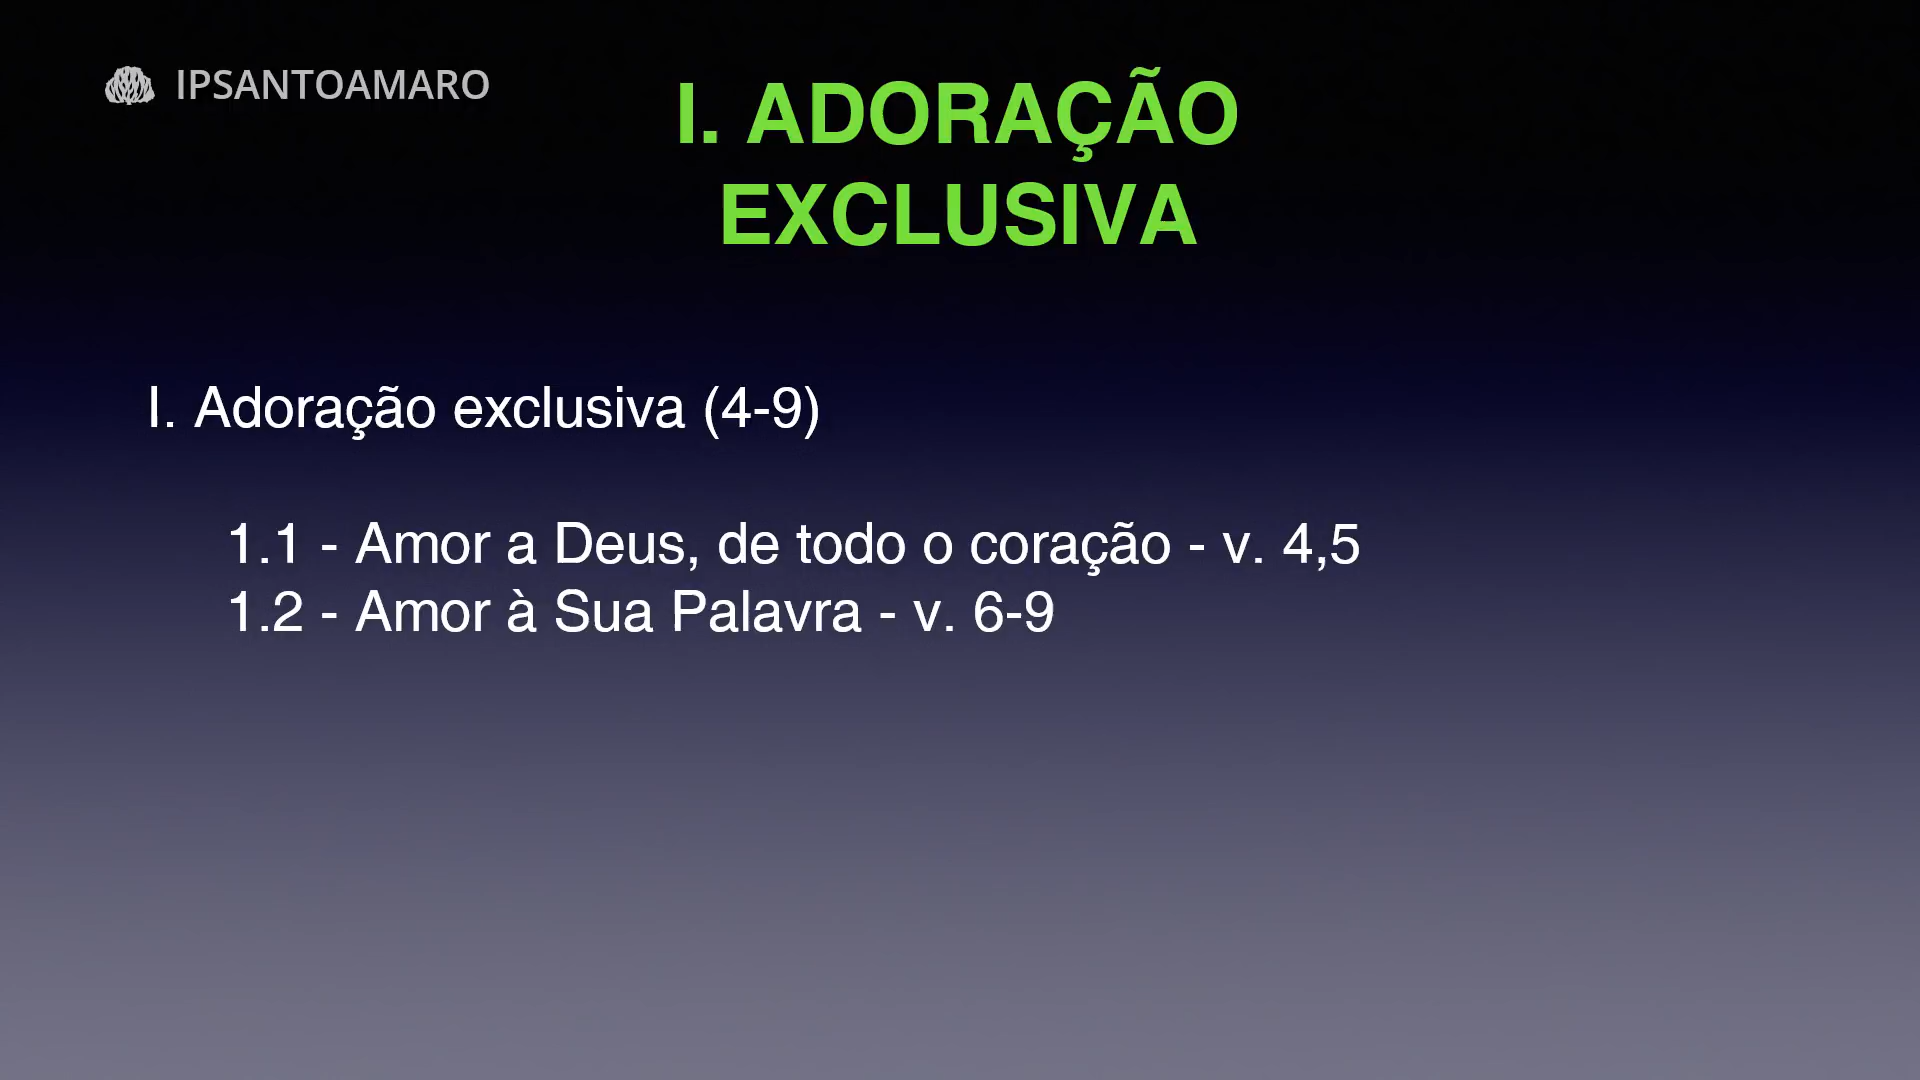 IPSANTOAMARO
I. ADORAÇÃO
EXCLUSIVA
I. Adoração exclusiva (4-9)
1.1 - Amor a Deus, de todo o coração - v. 4,5
1.2 - Amor à Sua Palavra - v. 6-9